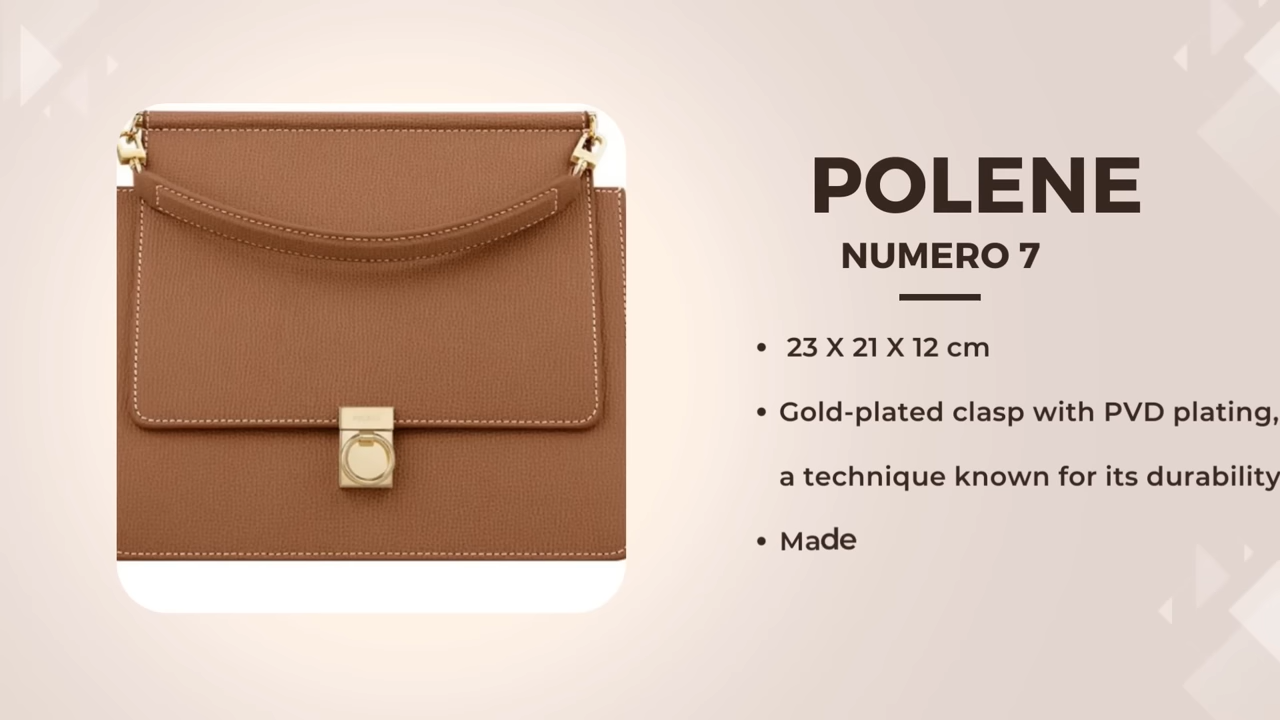 POLENE
NUMERO 7
• 23 X 21 X 12 cm
• Gold-plated clasp with PVD plating,
a technique known for its durability
• Made